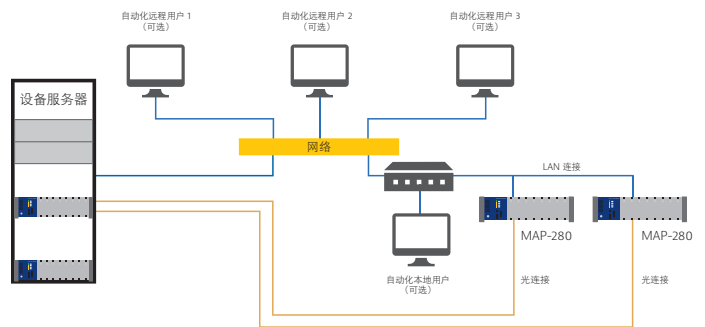 自动化远程用户 1
（可选）
自动化远程用户 2
（可选）
自动化远程用户 3
（可选）
设备服务器
网络
LAN 连接
MAP-280
MAP-280
自动化本地用户
（可选）
光连接
光连接